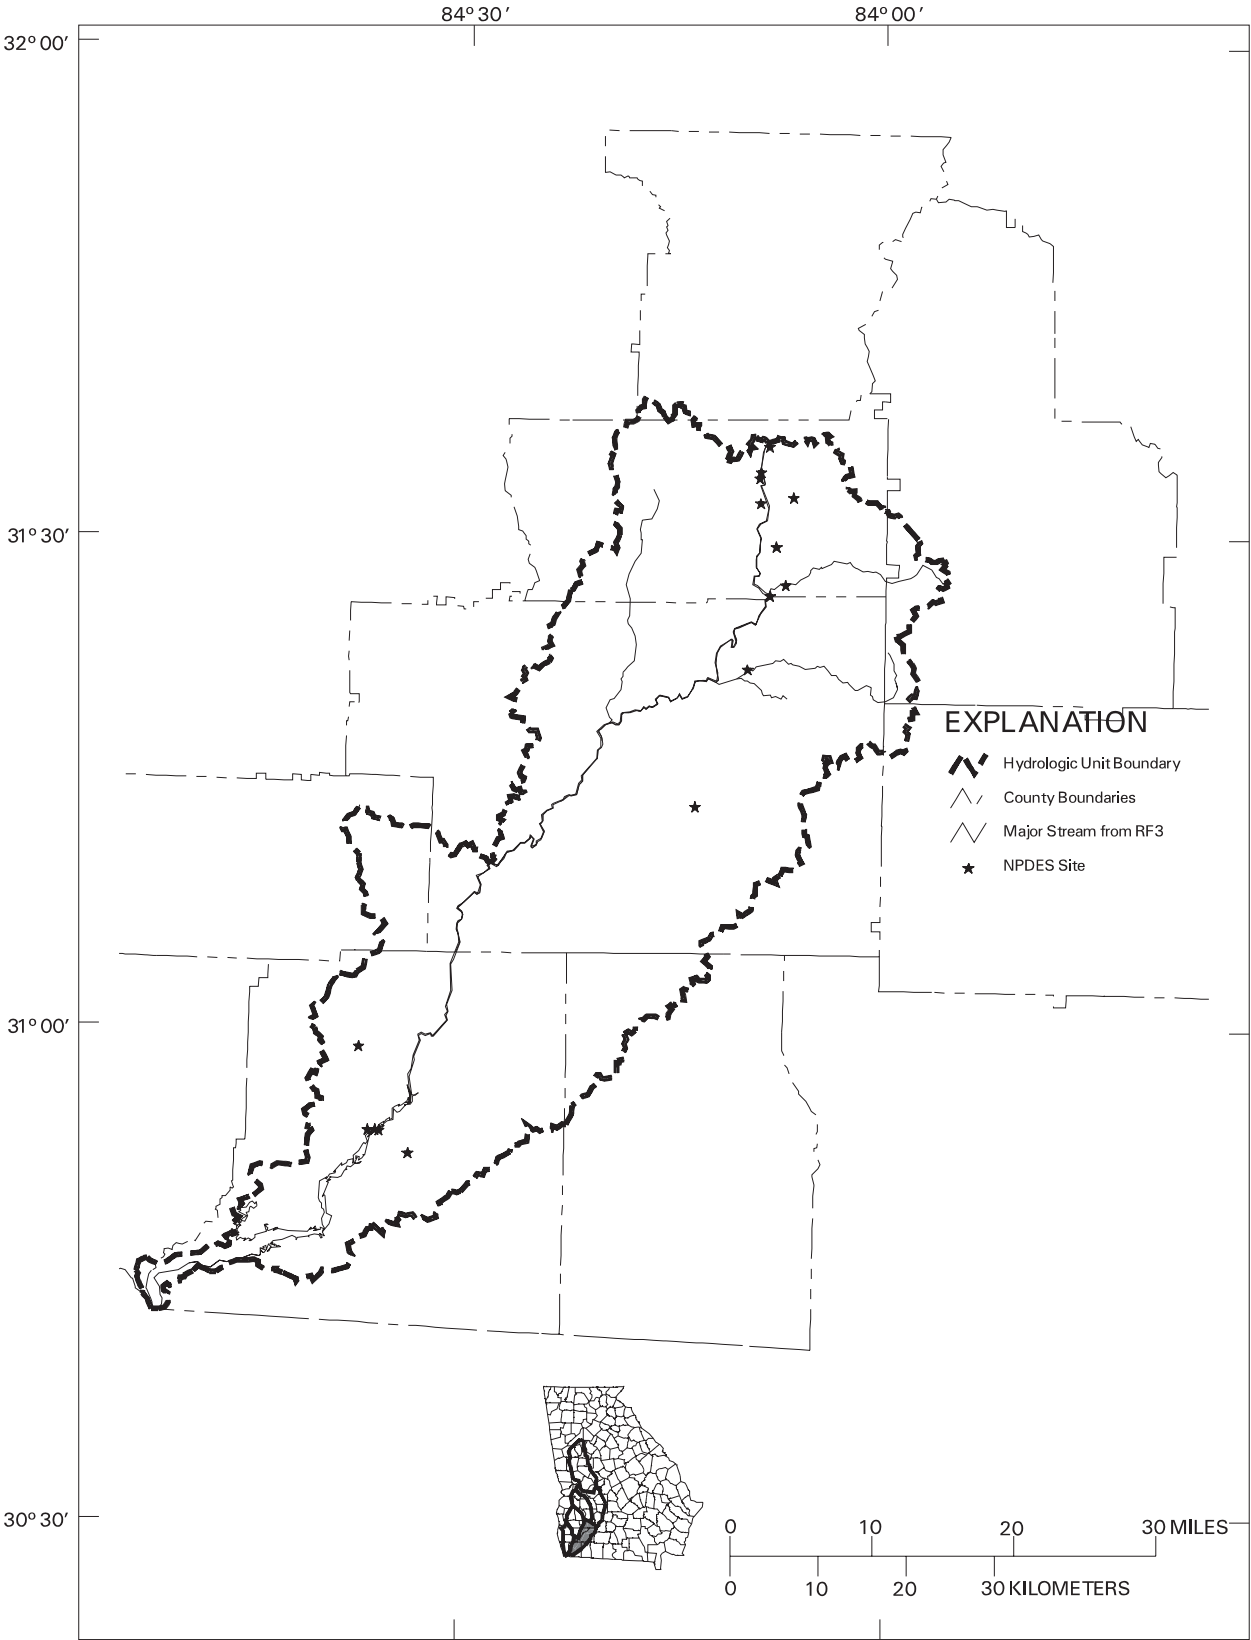 84° 30’
84° 00’
32° 00’
31° 30’
EXPLANATION
Hydrologic Unit Boundary
County Boundaries
Major Stream from RF3
NPDES Site
31° 00’
30° 30’
0 10 20 30 MILES
0 10 20 30 KILOMETERS